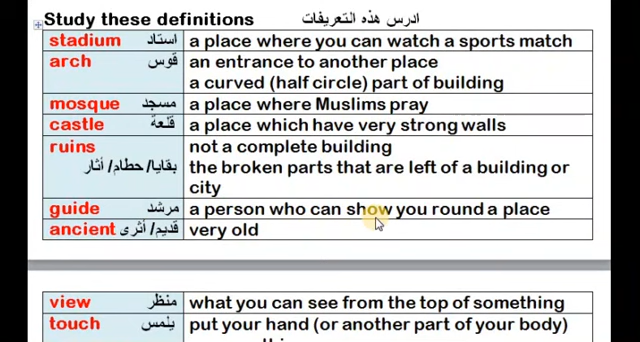 Study these definitions ادرس هذه التعريفات
stadium استاد a place where you can watch a sports match
arch قوس an entrance to another place
a curved (half circle) part of building
mosque مسجد a place where Muslims pray
castle قلعة a place which have very strong walls
ruins not a complete building
بقايا/ حطام/ أثار the broken parts that are left of a building or
city
guide مرشد a person who can show you round a place
ancient قديم/ أثرى very old
view منظر what you can see from the top of something
touch يلمس put your hand (or another part of your body)